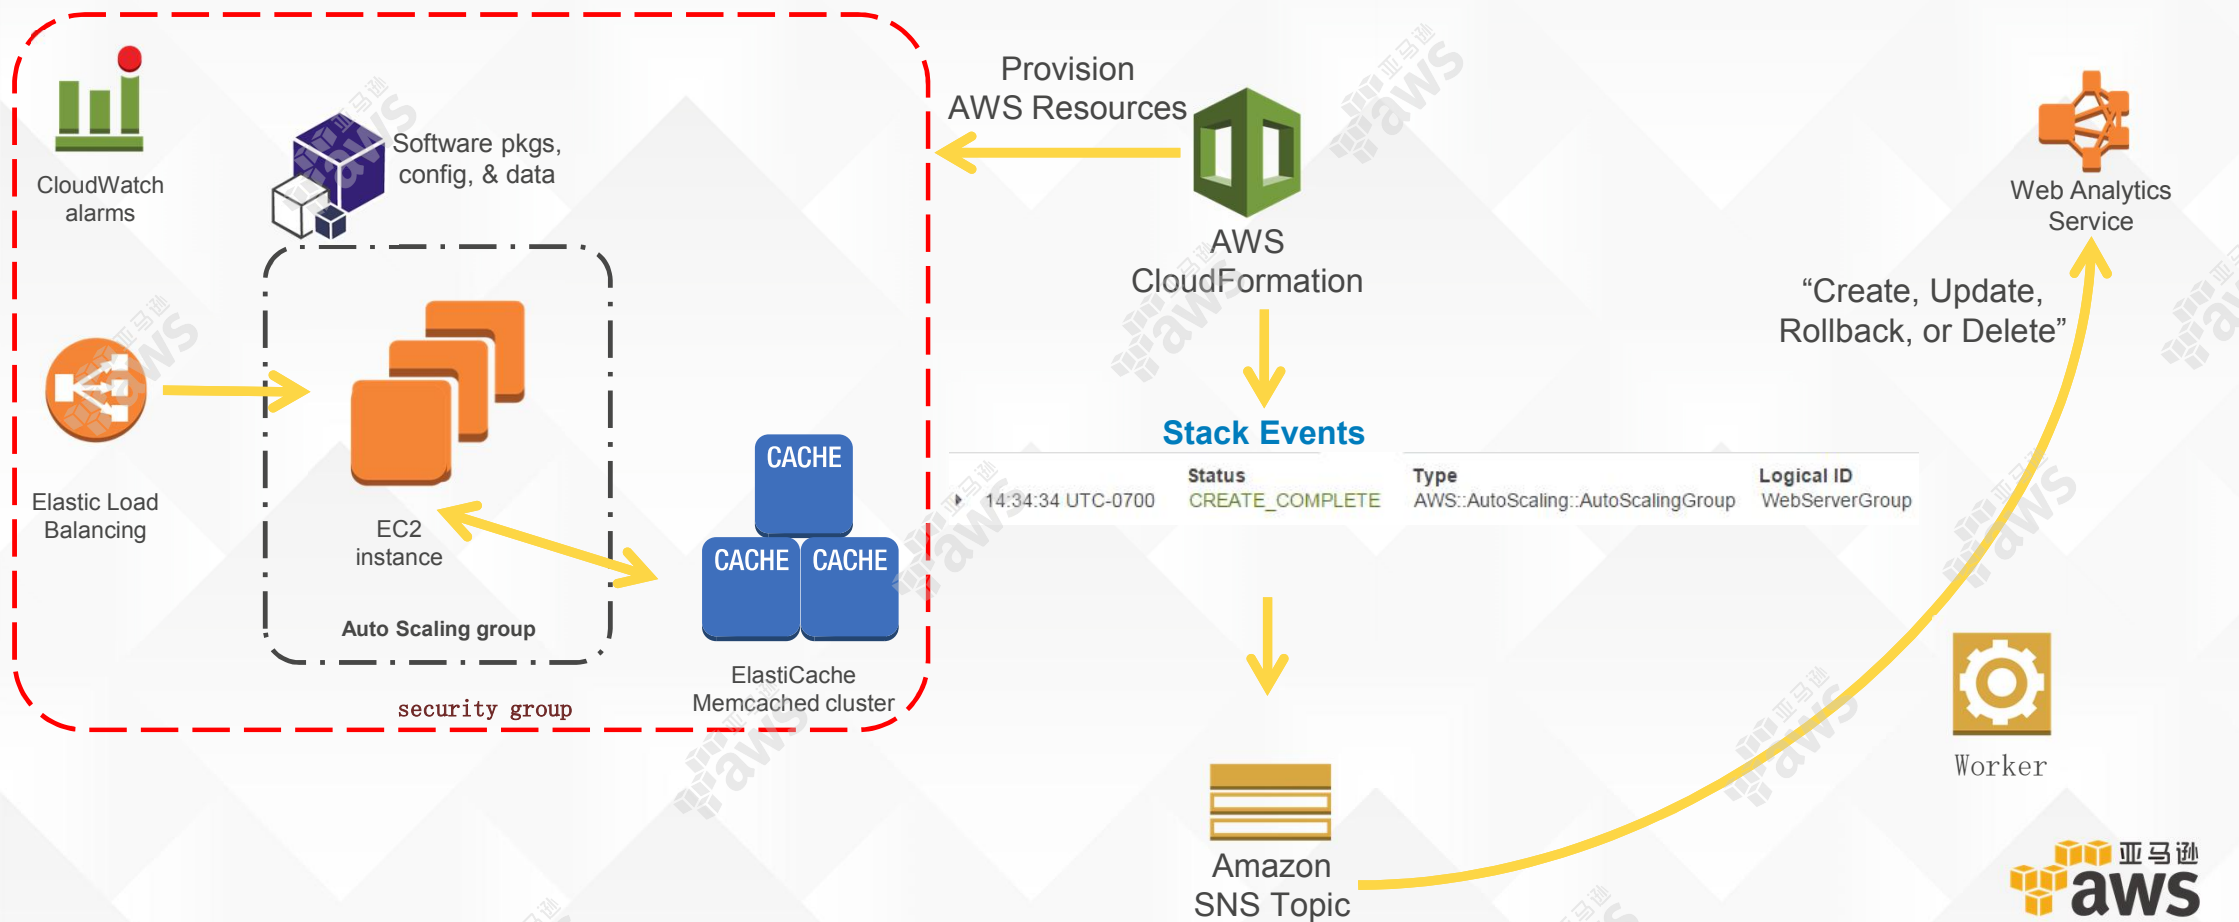 CloudWatch
alarms
Software pkgs,
config, & data
Elastic Load
Balancing
EC2
instance
Auto Scaling group
CACHE
CACHE
CACHE
ElastiCache
Memcached cluster
security group
Provision
AWS Resources
AWS
CloudFormation
Stack Events
Status Type Logical ID
14:34:34 UTC-0700 CREATE_COMPLETE AWS::AutoScaling::AutoScalingGroup WebServerGroup
Amazon
SNS Topic
Web Analytics
Service
“Create, Update,
Rollback, or Delete”
Worker
亚马逊
aws